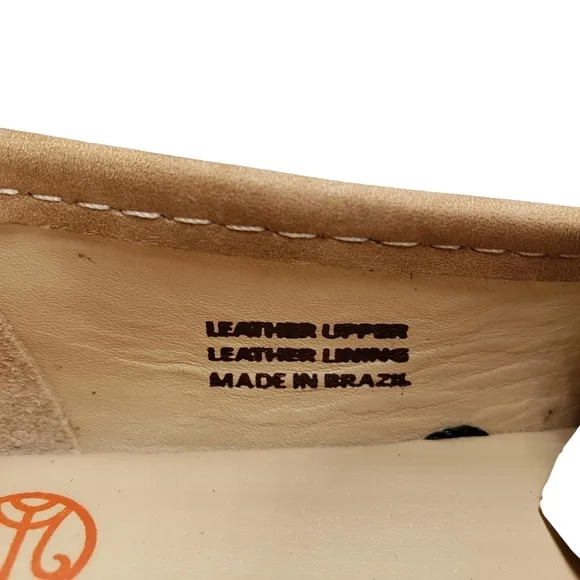 LEATHER UPPER
LEATHER LINING
MADE IN BRAZIL